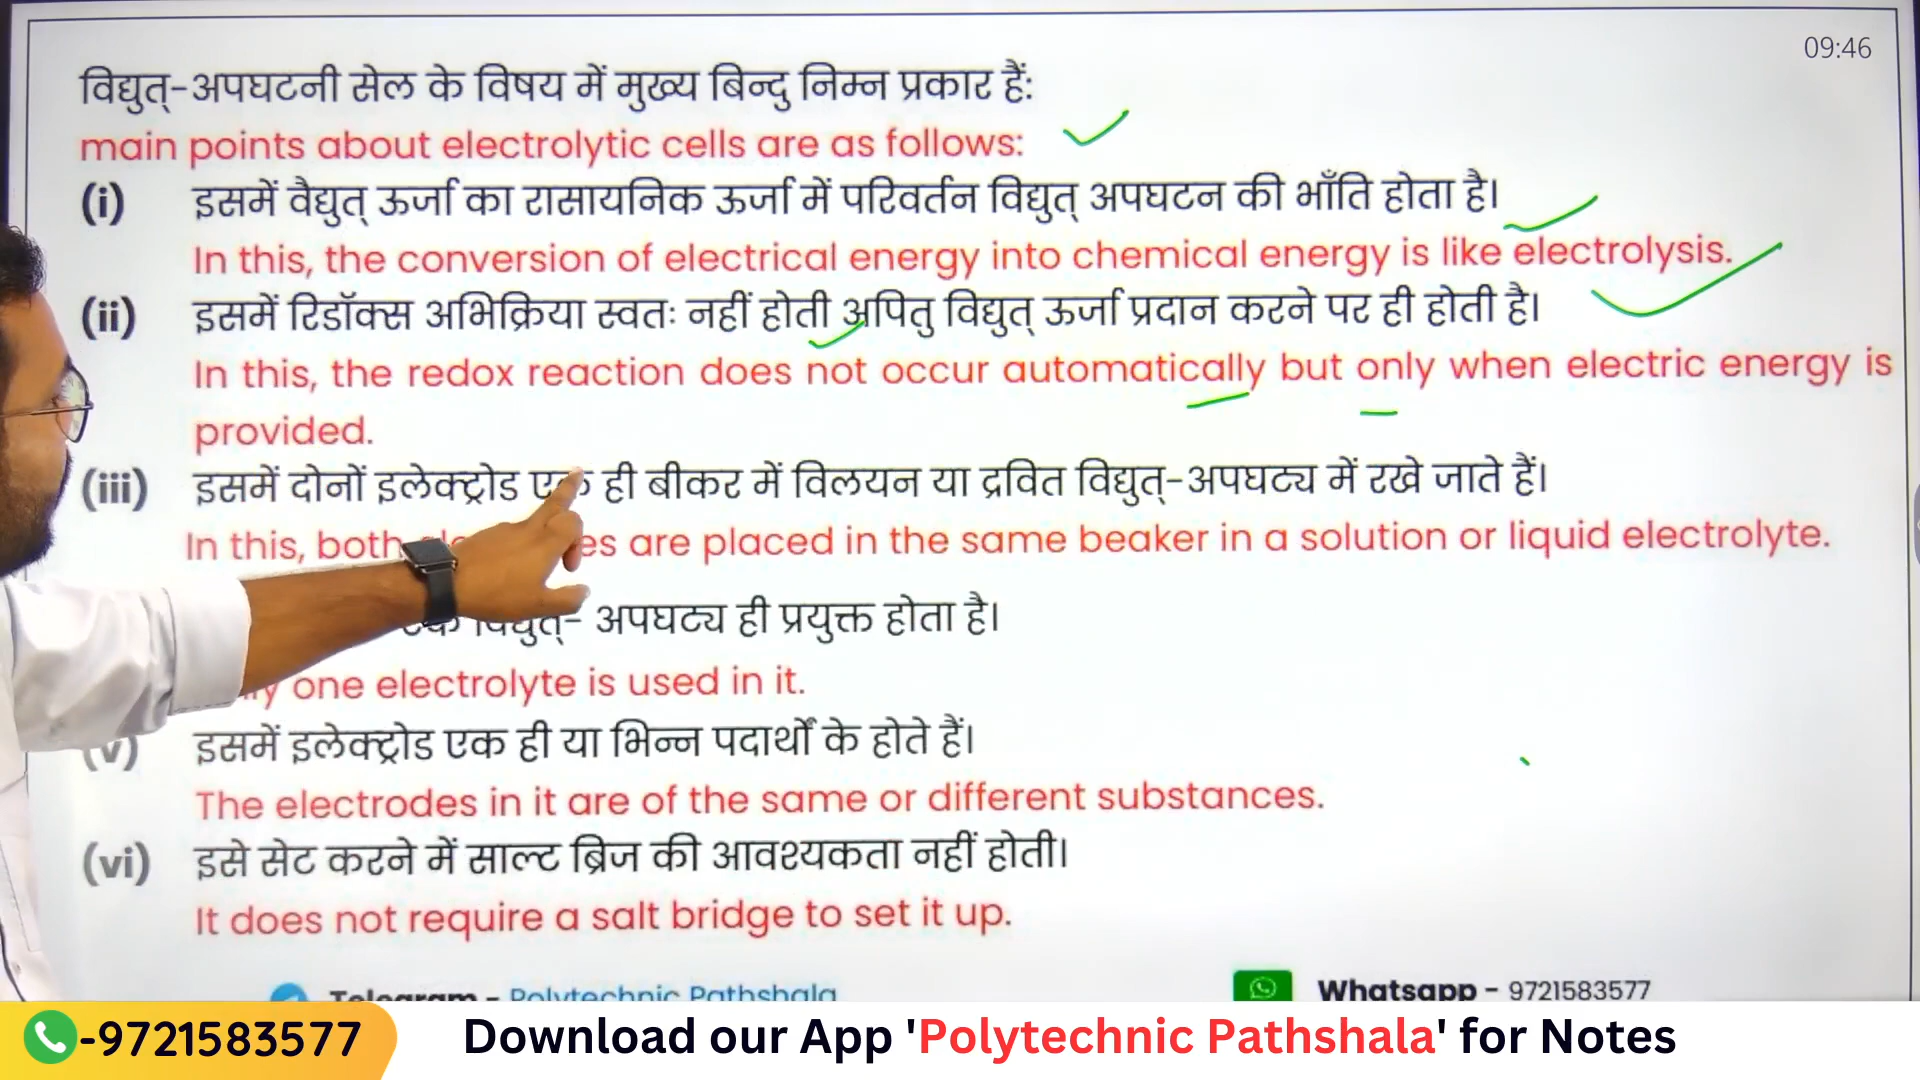 09:46
विद्युत्-अपघटनी सेल के विषय में मुख्य बिन्दु निम्न प्रकार हैं:
main points about electrolytic cells are as follows:
(i) इसमें वैद्युत् ऊर्जा का रासायनिक ऊर्जा में परिवर्तन विद्युत् अपघटन की भाँति होता है।
In this, the conversion of electrical energy into chemical energy is like electrolysis.
(ii) इसमें रिडॉक्स अभिक्रिया स्वतः नहीं होती अपितु विद्युत् ऊर्जा प्रदान करने पर ही होती है।
In this, the redox reaction does not occur automatically but only when electric energy is
provided.
(iii) इसमें दोनों इलेक्ट्रोड एक ही बीकर में विलयन या द्रवित विद्युत्-अपघट्य में रखे जाते हैं।
In this, both are placed in the same beaker in a solution or liquid electrolyte.
एक विद्युत्- अपघट्य ही प्रयुक्त होता है।
one electrolyte is used in it.
(v) इसमें इलेक्ट्रोड एक ही या भिन्न पदार्थों के होते हैं।
The electrodes in it are of the same or different substances.
(vi) इसे सेट करने में साल्ट ब्रिज की आवश्यकता नहीं होती।
It does not require a salt bridge to set it up.
Telegram - Polytechnic Pathshala Whatsapp - 9721583577
-9721583577 Download our App 'Polytechnic Pathshala' for Notes